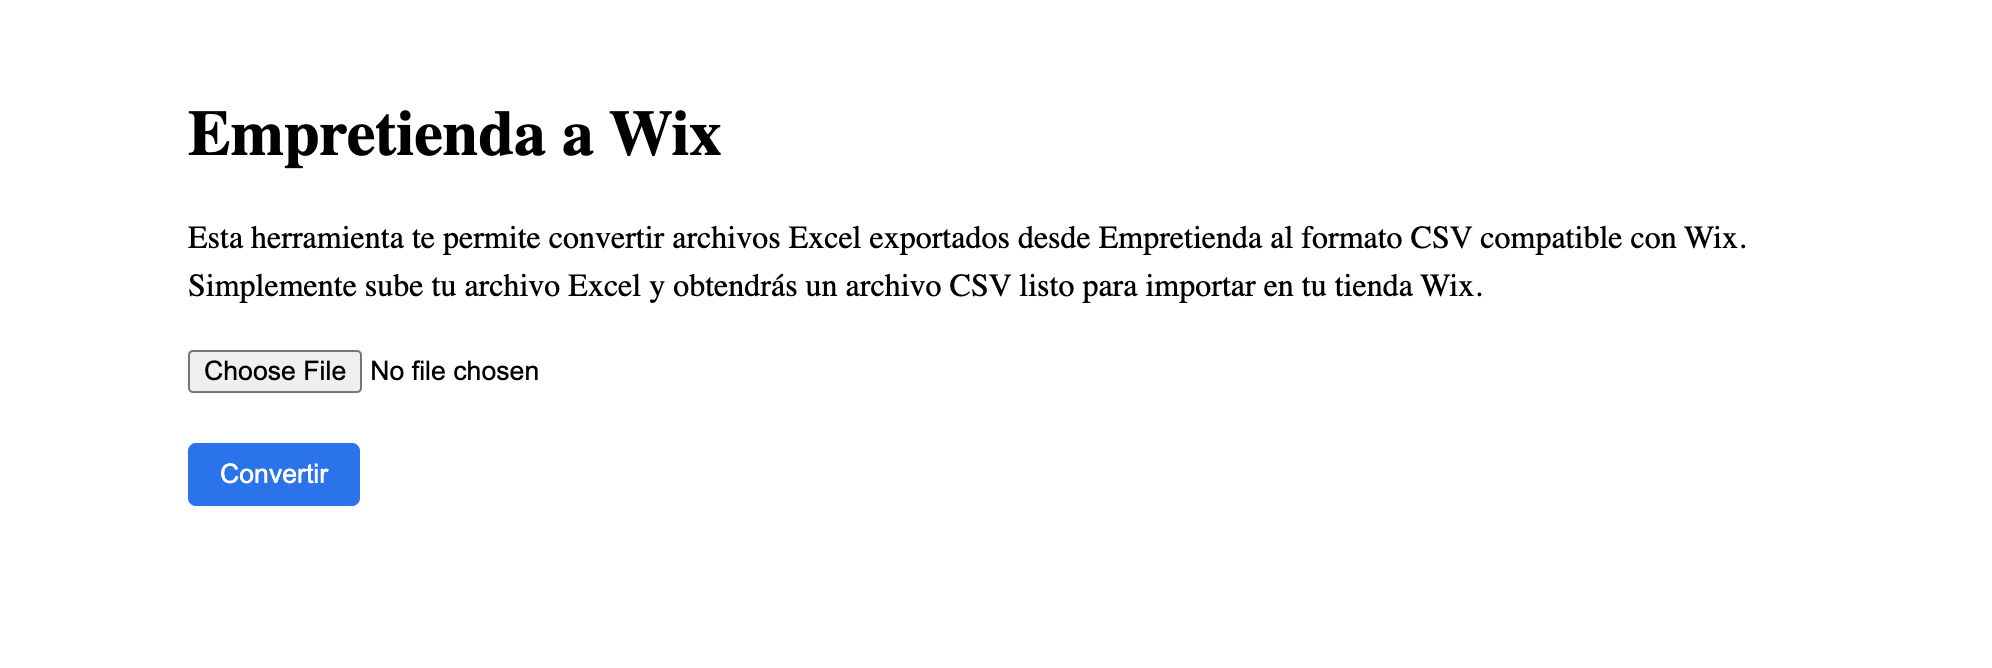 Empretienda a Wix
Esta herramienta te permite convertir archivos Excel exportados desde Empretienda al formato CSV compatible con Wix.
Simplemente sube tu archivo Excel y obtendrás un archivo CSV listo para importar en tu tienda Wix.
Choose File No file chosen
Convertir